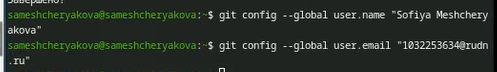 sameshcheryakova@sameshcheryakova:~$ git config --global user.name "Sofiya Meshchery
akova"
sameshcheryakova@sameshcheryakova:~$ git config --global user.email "1032253634@rudn
.ru"